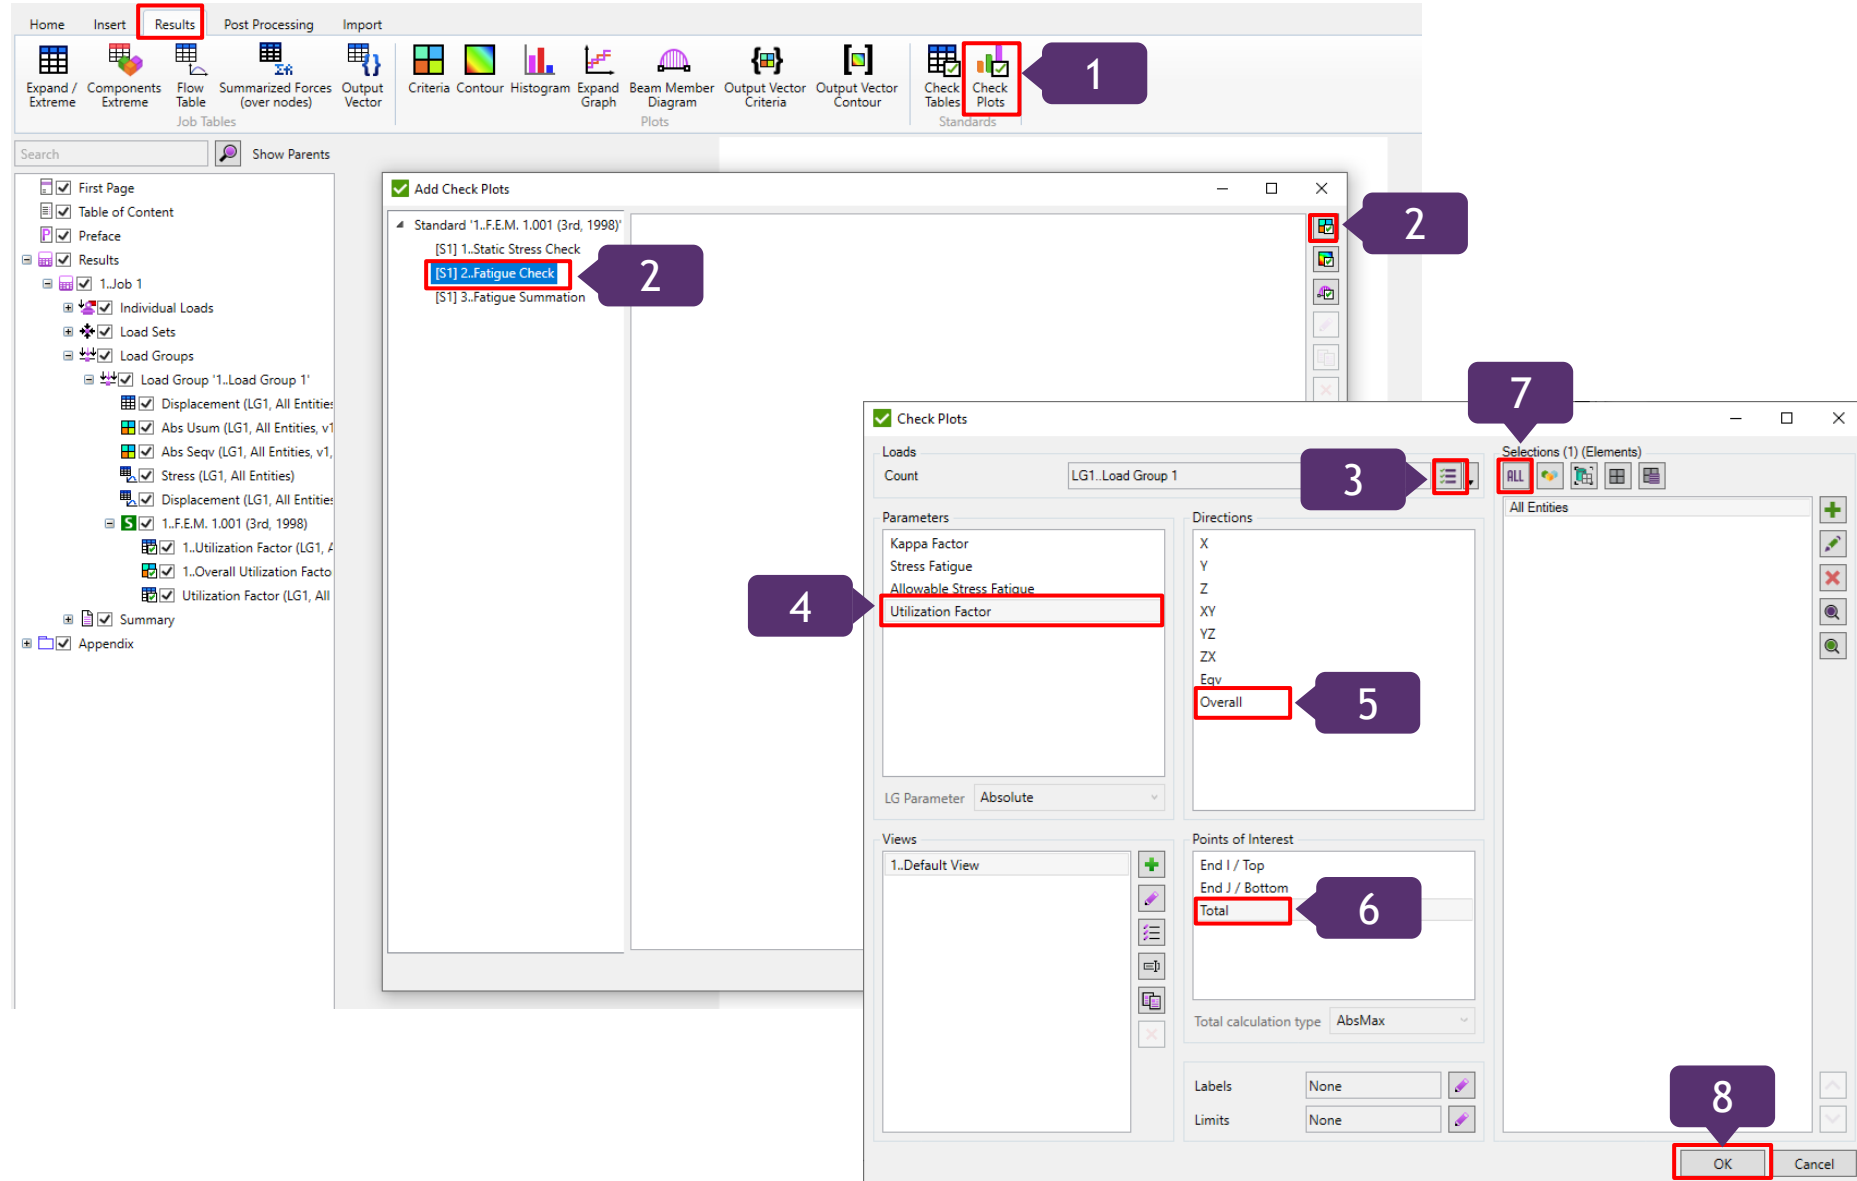 Home Insert Results Post Processing Import
Expand / Extreme
Components Extreme
Flow Table
Summarized Forces (over nodes)
Output Vector
Job Tables
Criteria
Contour
Histogram
Expand Graph
Beam Member Diagram
Output Vector Criteria
Output Vector Contour
Plots
Check Tables
Check Plots
Standards
1
Search
Show Parents
First Page
Table of Content
Preface
Results
1..Job 1
Individual Loads
Load Sets
Load Groups
Load Group '1..Load Group 1'
Displacement (LG1, All Entities
Abs Usum (LG1, All Entities, v1
Abs Seqv (LG1, All Entities, v1,
Stress (LG1, All Entities)
Displacement (LG1, All Entities
1..F.E.M. 1.001 (3rd, 1998)
1..Utilization Factor (LG1, A
1..Overall Utilization Facto
Utilization Factor (LG1, All
Summary
Appendix
Add Check Plots
Standard '1..F.E.M. 1.001 (3rd, 1998)'
[S1] 1..Static Stress Check
[S1] 2..Fatigue Check
[S1] 3..Fatigue Summation
2
2
Check Plots
Loads
Count
LG1..Load Group 1
3
Parameters
Kappa Factor
Stress Fatigue
Allowable Stress Fatigue
Utilization Factor
4
LG Parameter Absolute
Directions
X
Y
Z
XY
YZ
ZX
Eqv
Overall
5
Views
1..Default View
Points of Interest
End I / Top
End J / Bottom
Total
6
Total calculation type AbsMax
Labels None
Limits None
7
Selections (1) (Elements)
ALL
All Entities
8
OK Cancel